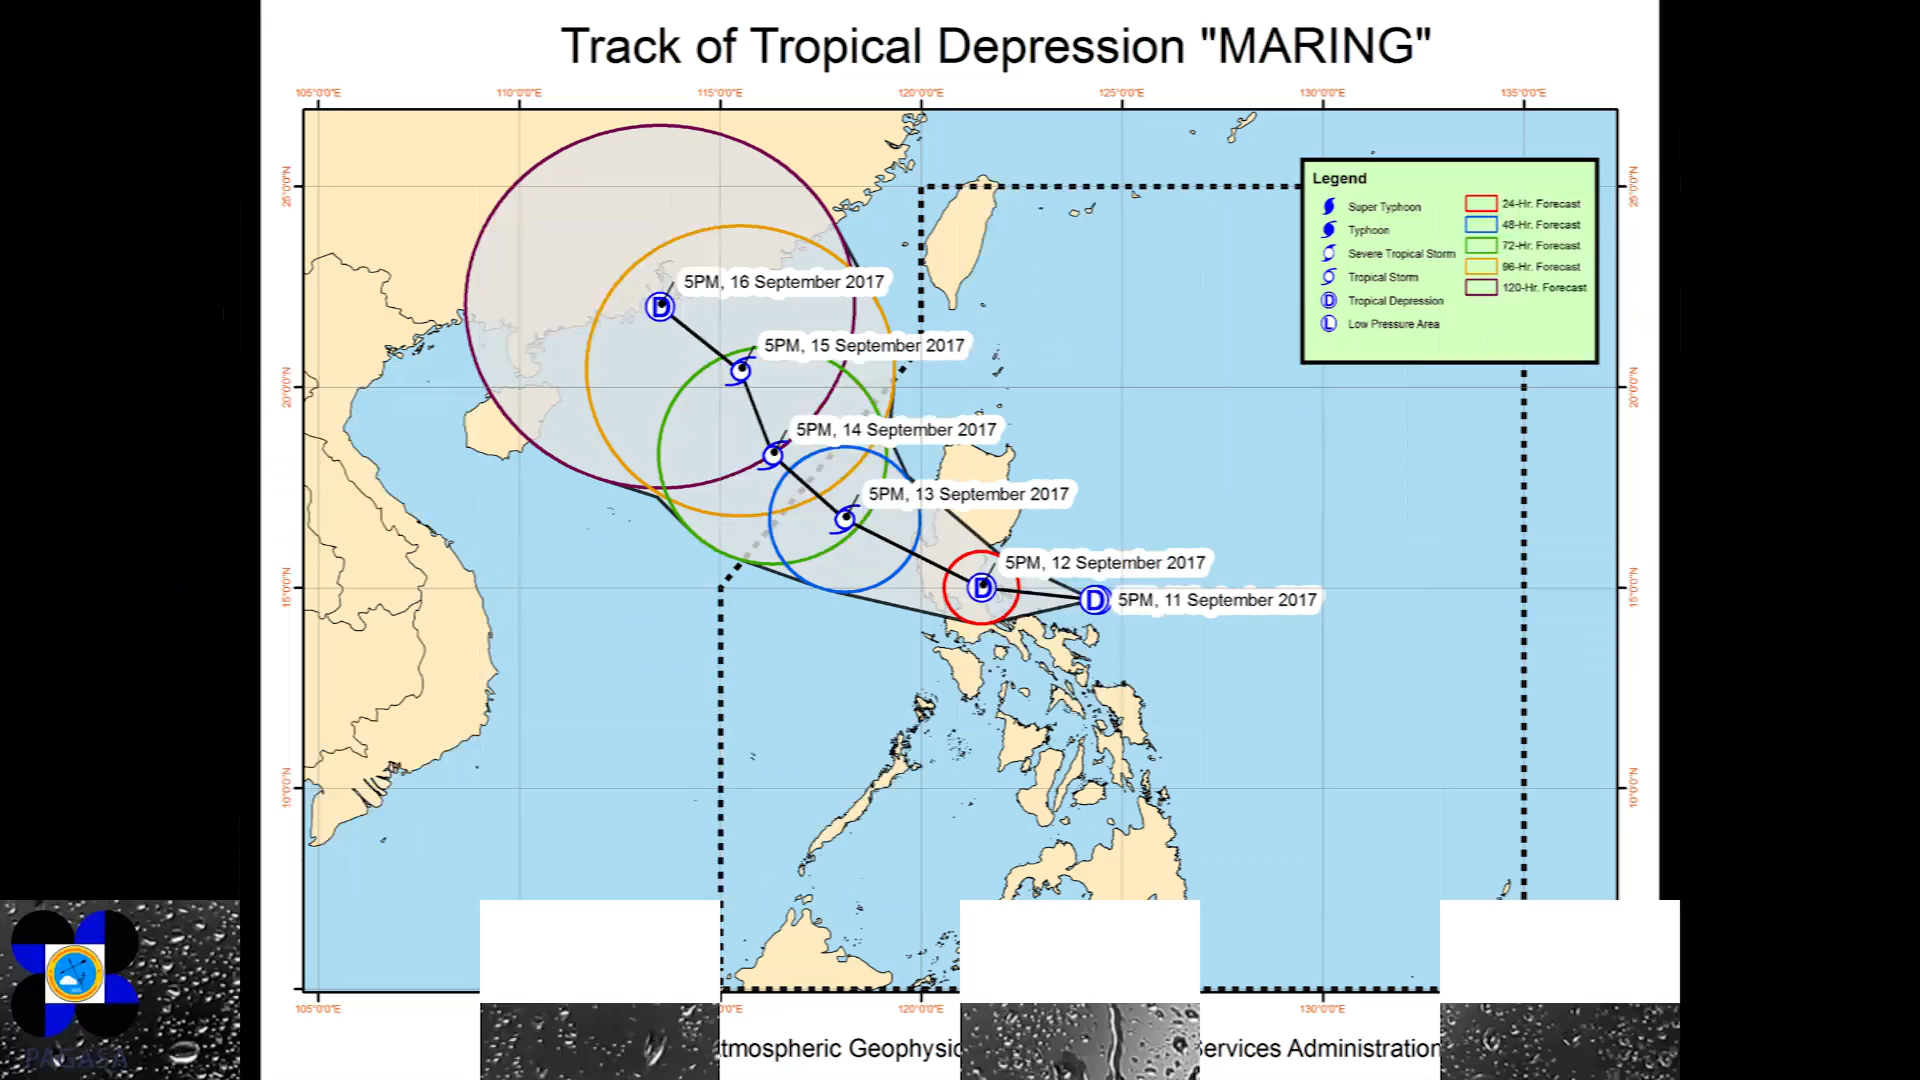 Track of Tropical Depression "MARING"
105°0'0"E 110°0'0"E 115°0'0"E 120°0'0"E 125°0'0"E 130°0'0"E 135°0'0"E
25°0'0"N 25°0'0"N
20°0'0"N 20°0'0"N
15°0'0"N 15°0'0"N
10°0'0"N 10°0'0"N
Legend
Super Typhoon
Typhoon
Severe Tropical Storm
Tropical Storm
D Tropical Depression
L Low Pressure Area
24-Hr. Forecast
48-Hr. Forecast
72-Hr. Forecast
96-Hr. Forecast
120-Hr. Forecast
D 5PM, 16 September 2017
5PM, 15 September 2017
5PM, 14 September 2017
5PM, 13 September 2017
D 5PM, 12 September 2017
D 5PM, 11 September 2017
105°0'0"E 0'0"E 120°0'0"E 130°0'0"E
tmospheric Geophysic
ervices Administration
PAGASA